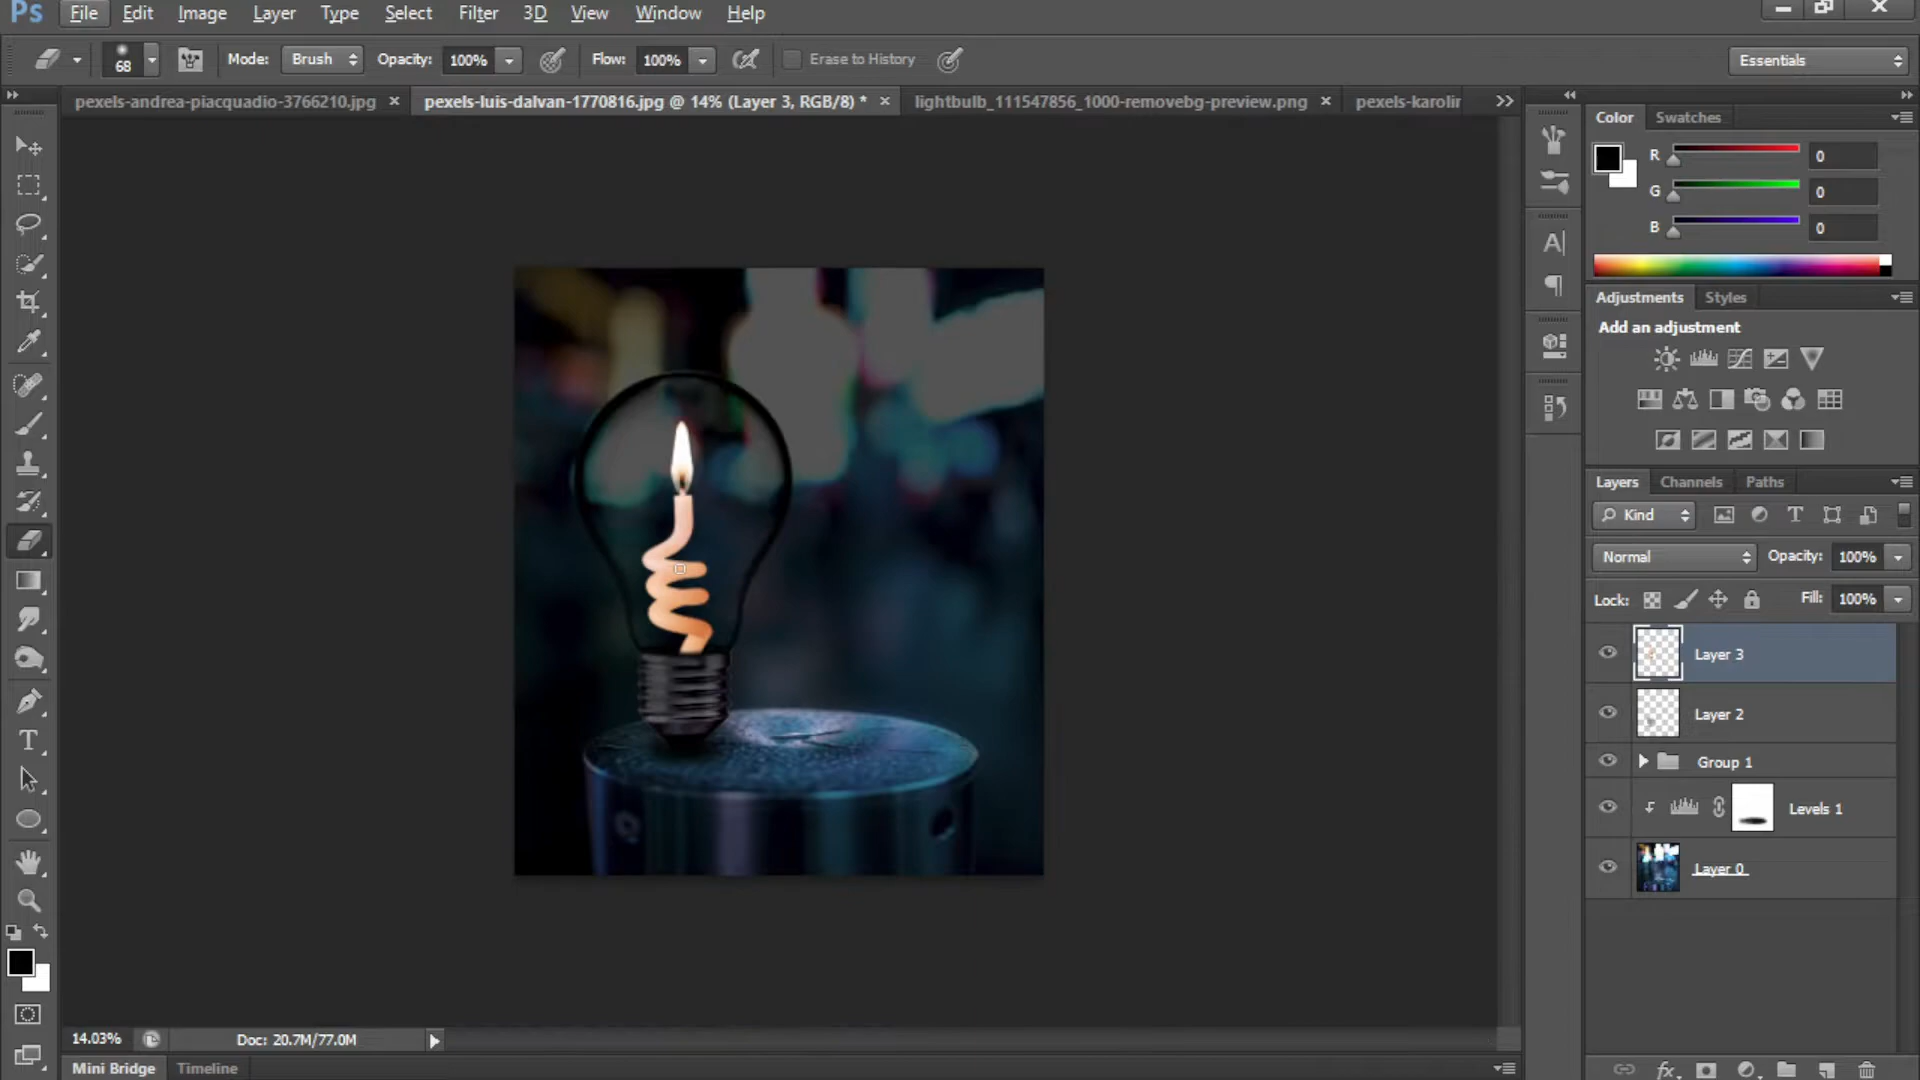 Ps File Edit Image Layer Type Select Filter 3D View Window Help
68 Mode: Brush Opacity: 100% Flow: 100% Erase to History Essentials
pexels-andrea-piacquadio-3766210.jpg × pexels-luis-dalvan-1770816.jpg @ 14% (Layer 3, RGB/8) * × lightbulb_111547856_1000-removebg-preview.png × pexels-karolin
Color Swatches
R 0
G 0
B 0
Adjustments Styles
Add an adjustment
Layers Channels Paths
Kind
Normal Opacity: 100%
Lock: Fill: 100%
Layer 3
Layer 2
Group 1
Levels 1
Layer 0
14.03% Doc: 20.7M/77.0M
Mini Bridge Timeline
fx